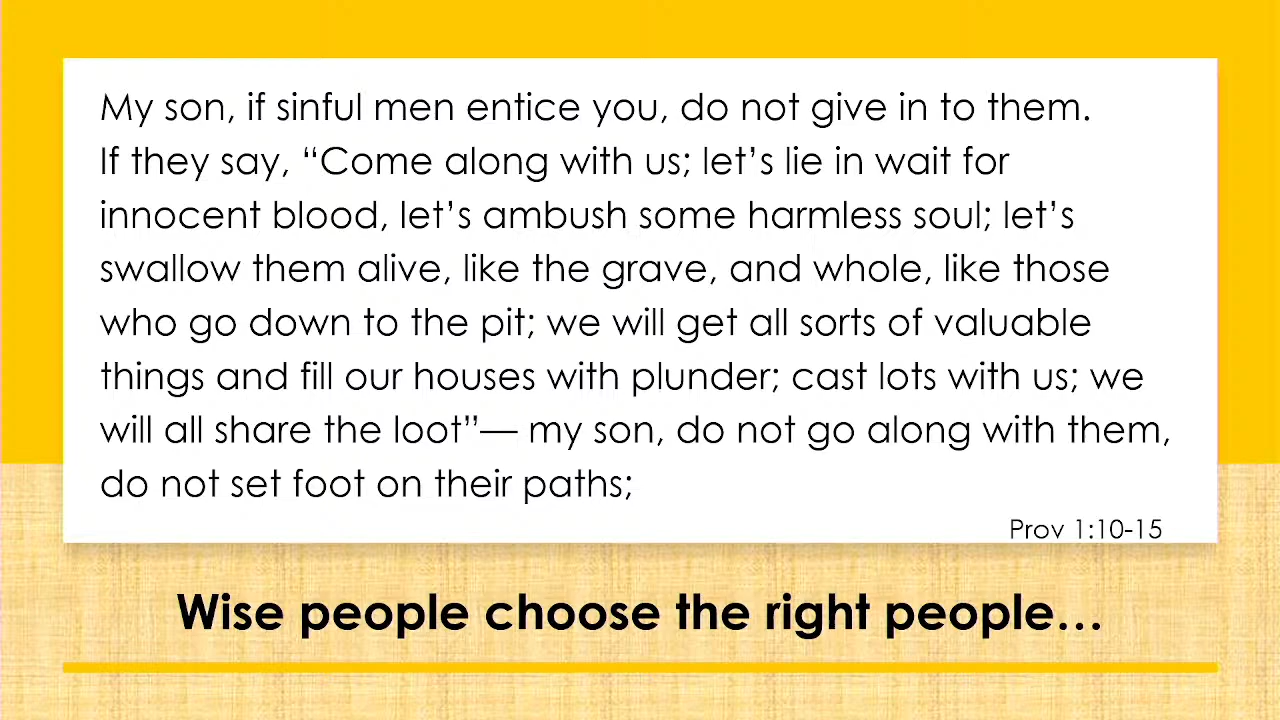 My son, if sinful men entice you, do not give in to them.
If they say, “Come along with us; let’s lie in wait for
innocent blood, let’s ambush some harmless soul; let’s
swallow them alive, like the grave, and whole, like those
who go down to the pit; we will get all sorts of valuable
things and fill our houses with plunder; cast lots with us; we
will all share the loot”— my son, do not go along with them,
do not set foot on their paths;
Prov 1:10-15
Wise people choose the right people…